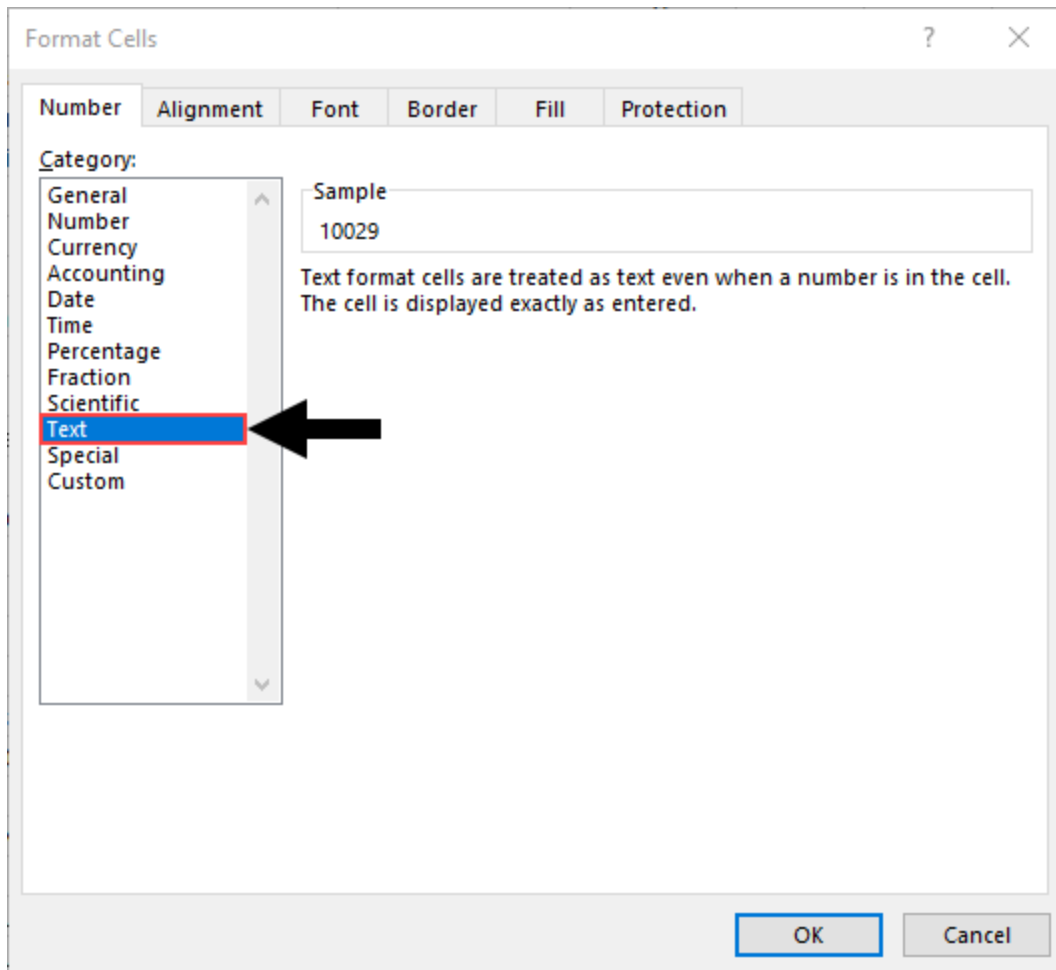 Format Cells ?
Number Alignment Font Border Fill Protection
Category:
General
Number
Currency
Accounting
Date
Time
Percentage
Fraction
Scientific
Text
Special
Custom
Sample
10029
Text format cells are treated as text even when a number is in the cell.
The cell is displayed exactly as entered.
OK Cancel